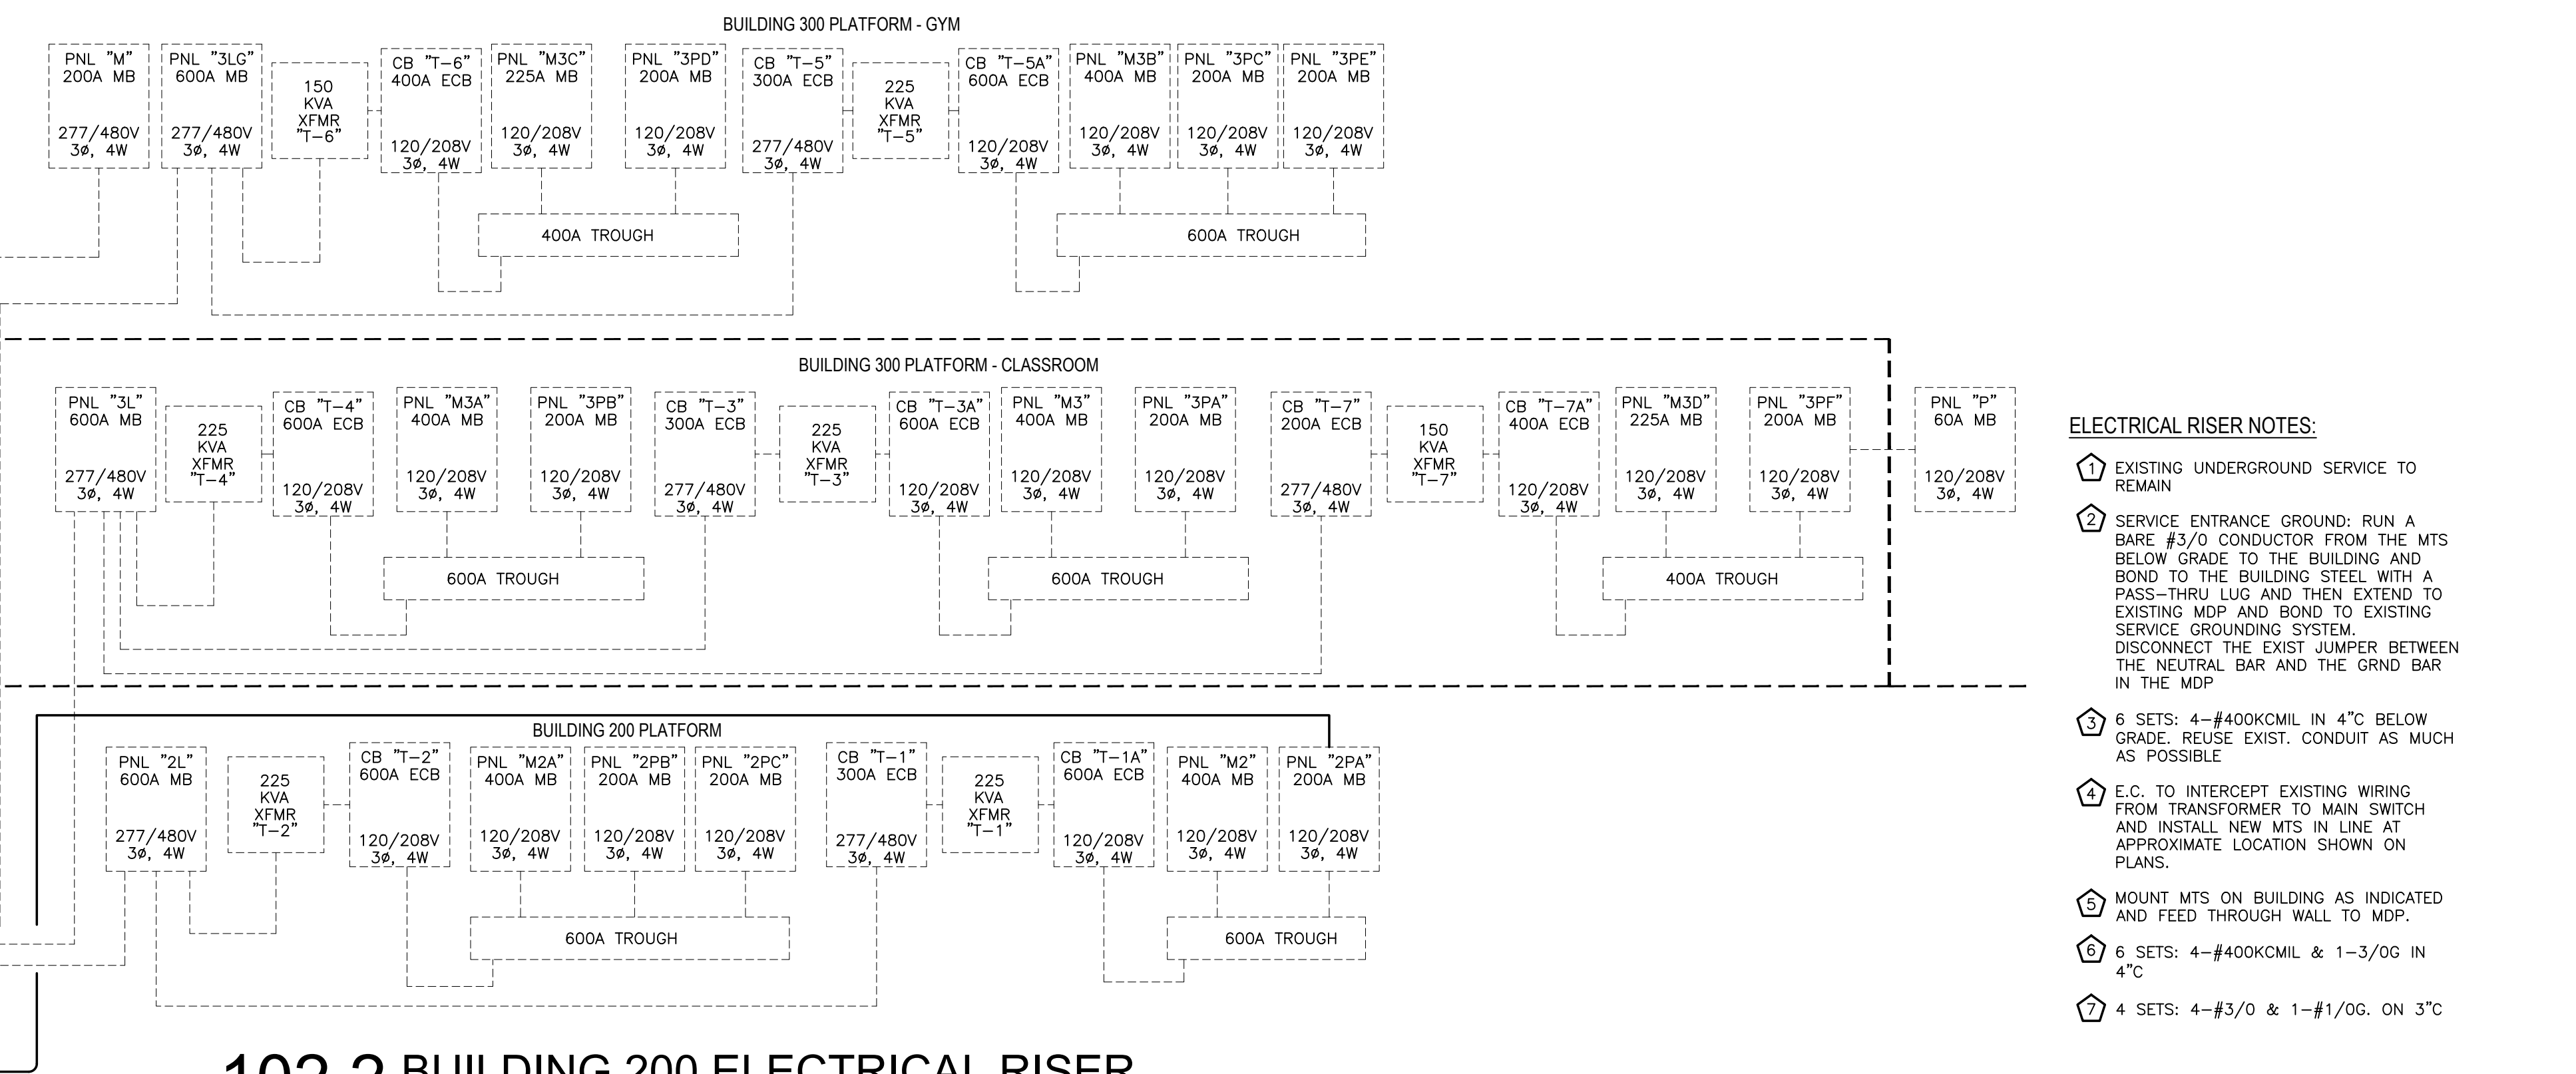 BUILDING 300 PLATFORM - GYM
PNL "M"
200A MB
277/480V
3ø, 4W
PNL "3LG"
600A MB
277/480V
3ø, 4W
150
KVA
XFMR
"T-6"
CB "T-6"
400A ECB
120/208V
3ø, 4W
PNL "M3C"
225A MB
120/208V
3ø, 4W
PNL "3PD"
200A MB
120/208V
3ø, 4W
CB "T-5"
300A ECB
277/480V
3ø, 4W
225
KVA
XFMR
"T-5"
CB "T-5A"
600A ECB
120/208V
3ø, 4W
PNL "M3B"
400A MB
120/208V
3ø, 4W
PNL "3PC"
200A MB
120/208V
3ø, 4W
PNL "3PE"
200A MB
120/208V
3ø, 4W
400A TROUGH
600A TROUGH
BUILDING 300 PLATFORM - CLASSROOM
PNL "3L"
600A MB
277/480V
3ø, 4W
225
KVA
XFMR
"T-4"
CB "T-4"
600A ECB
120/208V
3ø, 4W
PNL "M3A"
400A MB
120/208V
3ø, 4W
PNL "3PB"
200A MB
120/208V
3ø, 4W
CB "T-3"
300A ECB
277/480V
3ø, 4W
225
KVA
XFMR
"T-3"
CB "T-3A"
600A ECB
120/208V
3ø, 4W
PNL "M3"
400A MB
120/208V
3ø, 4W
PNL "3PA"
200A MB
120/208V
3ø, 4W
CB "T-7"
200A ECB
277/480V
3ø, 4W
150
KVA
XFMR
"T-7"
CB "T-7A"
400A ECB
120/208V
3ø, 4W
PNL "M3D"
225A MB
120/208V
3ø, 4W
PNL "3PF"
200A MB
120/208V
3ø, 4W
PNL "P"
60A MB
120/208V
3ø, 4W
600A TROUGH
600A TROUGH
400A TROUGH
BUILDING 200 PLATFORM
PNL "2L"
600A MB
277/480V
3ø, 4W
225
KVA
XFMR
"T-2"
CB "T-2"
600A ECB
120/208V
3ø, 4W
PNL "M2A"
400A MB
120/208V
3ø, 4W
PNL "2PB"
200A MB
120/208V
3ø, 4W
PNL "2PC"
200A MB
120/208V
3ø, 4W
CB "T-1"
300A ECB
277/480V
3ø, 4W
225
KVA
XFMR
"T-1"
CB "T-1A"
600A ECB
120/208V
3ø, 4W
PNL "M2"
400A MB
120/208V
3ø, 4W
PNL "2PA"
200A MB
120/208V
3ø, 4W
600A TROUGH
600A TROUGH
102.2 BUILDING 200 ELECTRICAL RISER
ELECTRICAL RISER NOTES:
1 EXISTING UNDERGROUND SERVICE TO
REMAIN
2 SERVICE ENTRANCE GROUND: RUN A
BARE #3/0 CONDUCTOR FROM THE MTS
BELOW GRADE TO THE BUILDING AND
BOND TO THE BUILDING STEEL WITH A
PASS-THRU LUG AND THEN EXTEND TO
EXISTING MDP AND BOND TO EXISTING
SERVICE GROUNDING SYSTEM.
DISCONNECT THE EXIST JUMPER BETWEEN
THE NEUTRAL BAR AND THE GRND BAR
IN THE MDP
3 6 SETS: 4-#400KCMIL IN 4"C BELOW
GRADE. REUSE EXIST. CONDUIT AS MUCH
AS POSSIBLE
4 E.C. TO INTERCEPT EXISTING WIRING
FROM TRANSFORMER TO MAIN SWITCH
AND INSTALL NEW MTS IN LINE AT
APPROXIMATE LOCATION SHOWN ON
PLANS.
5 MOUNT MTS ON BUILDING AS INDICATED
AND FEED THROUGH WALL TO MDP.
6 6 SETS: 4-#400KCMIL & 1-3/0G IN
4"C
7 4 SETS: 4-#3/0 & 1-#1/0G. ON 3"C